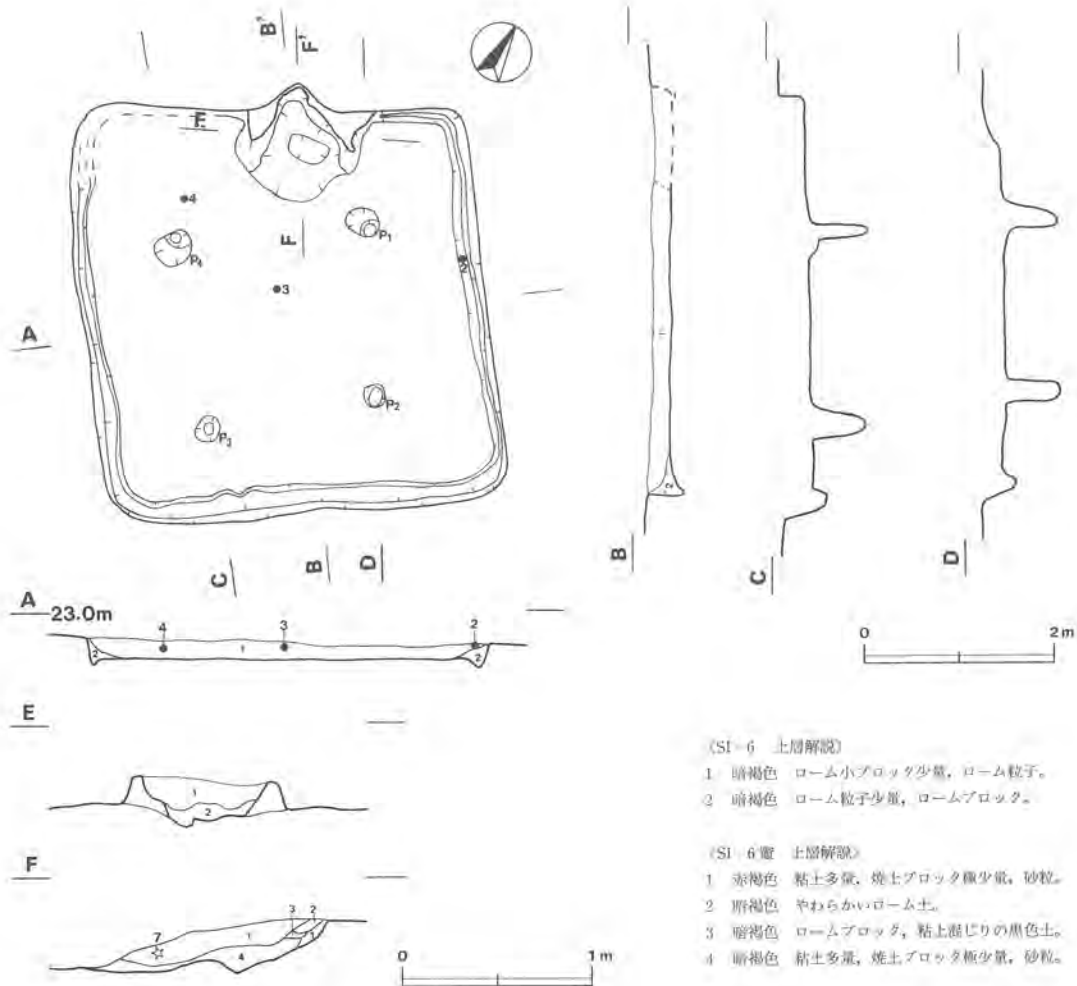 B' F'
E
4
P1
P4
2
F
3
A
P2
P3
C B D
B C D
2
A 23.0m
4 3 2
2 1 2
0 2m
E
1
2
F
3 2
7 1 1
4
0 1m
〈SI-6 土層解説〉
1 暗褐色 ローム小ブロック少量，ローム粒子。
2 暗褐色 ローム粒子少量，ロームブロック。
〈SI-6竈 土層解説〉
1 赤褐色 粘土多量，焼土ブロック極少量，砂粒。
2 暗褐色 やわらかいローム土。
3 暗褐色 ロームブロック，粘土混じりの黒色土。
4 暗褐色 粘土多量，焼土ブロック極少量，砂粒。